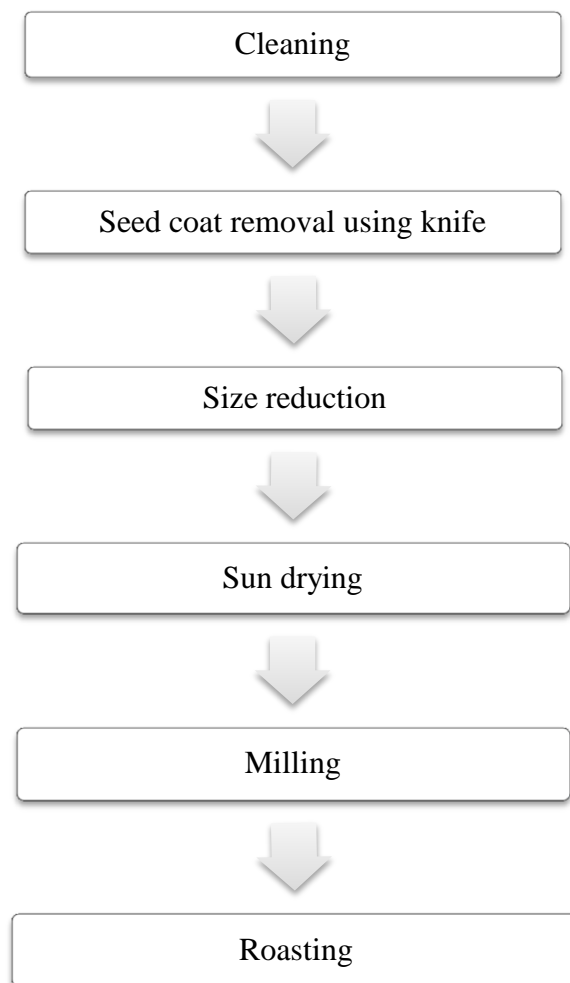 Cleaning
Seed coat removal using knife
Size reduction
Sun drying
Milling
Roasting